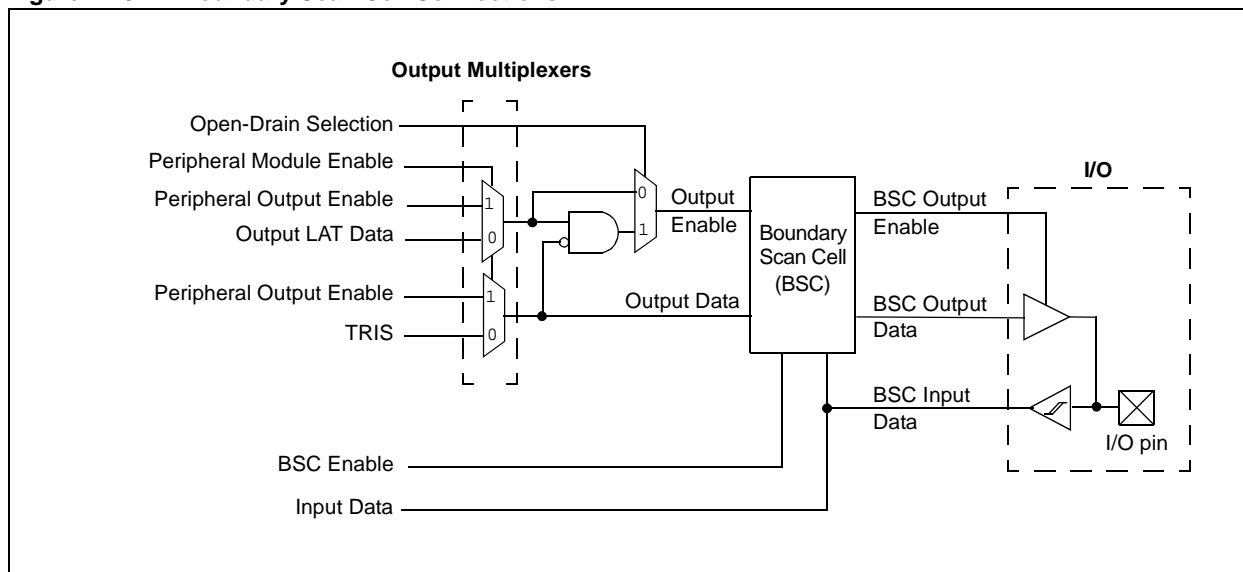 Output Multiplexers
Open-Drain Selection
Peripheral Module Enable
Peripheral Output Enable
Output LAT Data
Peripheral Output Enable
TRIS
1
0
1
0
0
1
Output
Enable
Output Data
Boundary
Scan Cell
(BSC)
BSC Output
Enable
BSC Output
Data
BSC Input
Data
I/O
I/O pin
BSC Enable
Input Data